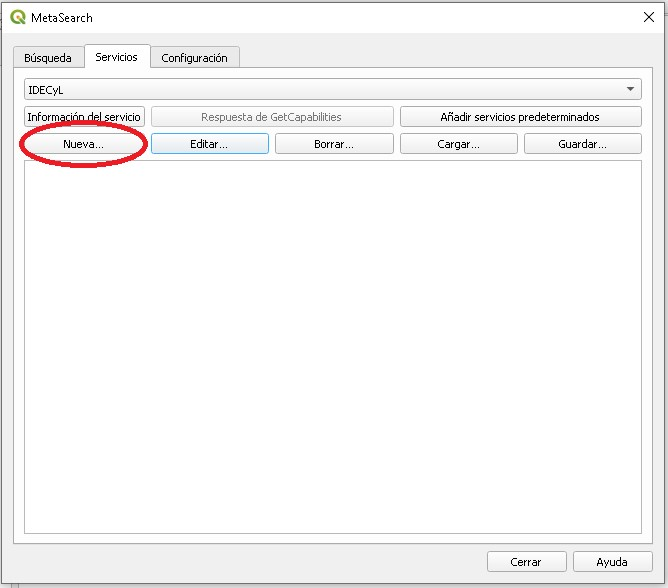 MetaSearch
Búsqueda
Servicios
Configuración
IDECyL
Información del servicio
Respuesta de GetCapabilities
Añadir servicios predeterminados
Nueva...
Editar...
Borrar...
Cargar...
Guardar...
Cerrar
Ayuda